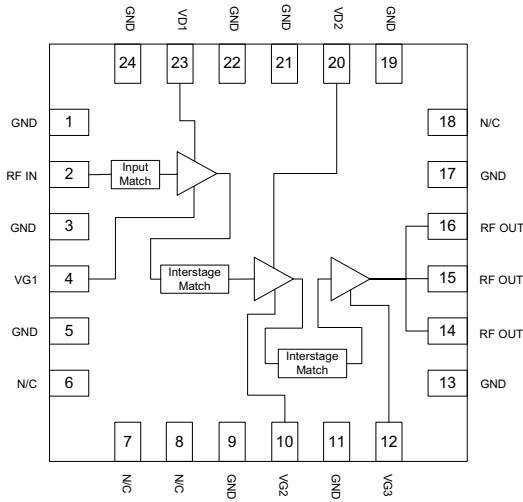 GND
VD1
GND
GND
VD2
GND
24
23
22
21
20
19
GND
1
18
N/C
RF IN
2
Input
Match
17
GND
GND
3
16
RF OUT
VG1
4
Interstage
Match
15
RF OUT
GND
5
14
RF OUT
N/C
6
Interstage
Match
13
GND
7
8
9
10
11
12
N/C
N/C
GND
VG2
GND
VG3